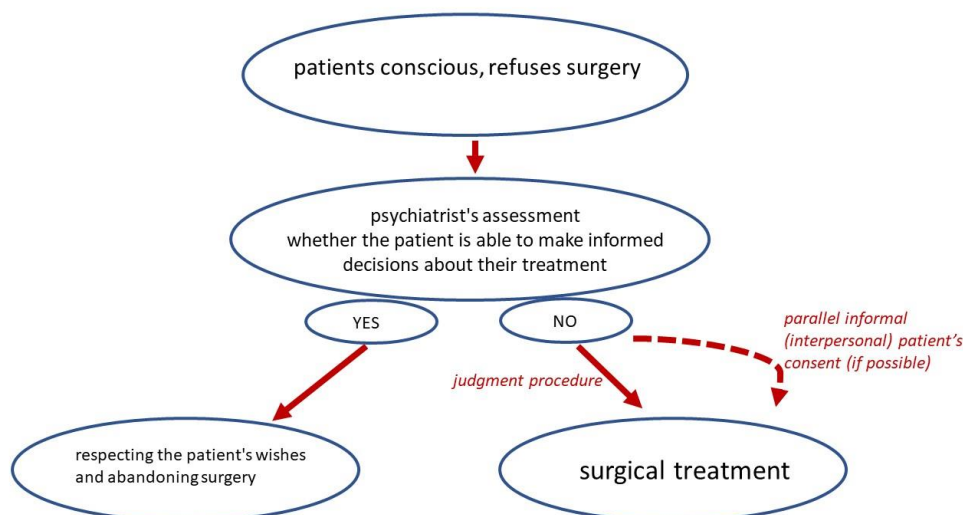 patients conscious, refuses surgery
psychiatrist's assessment
whether the patient is able to make informed
decisions about their treatment
YES
NO
parallel informal
(interpersonal) patient's
consent (if possible)
judgment procedure
respecting the patient's wishes
and abandoning surgery
surgical treatment